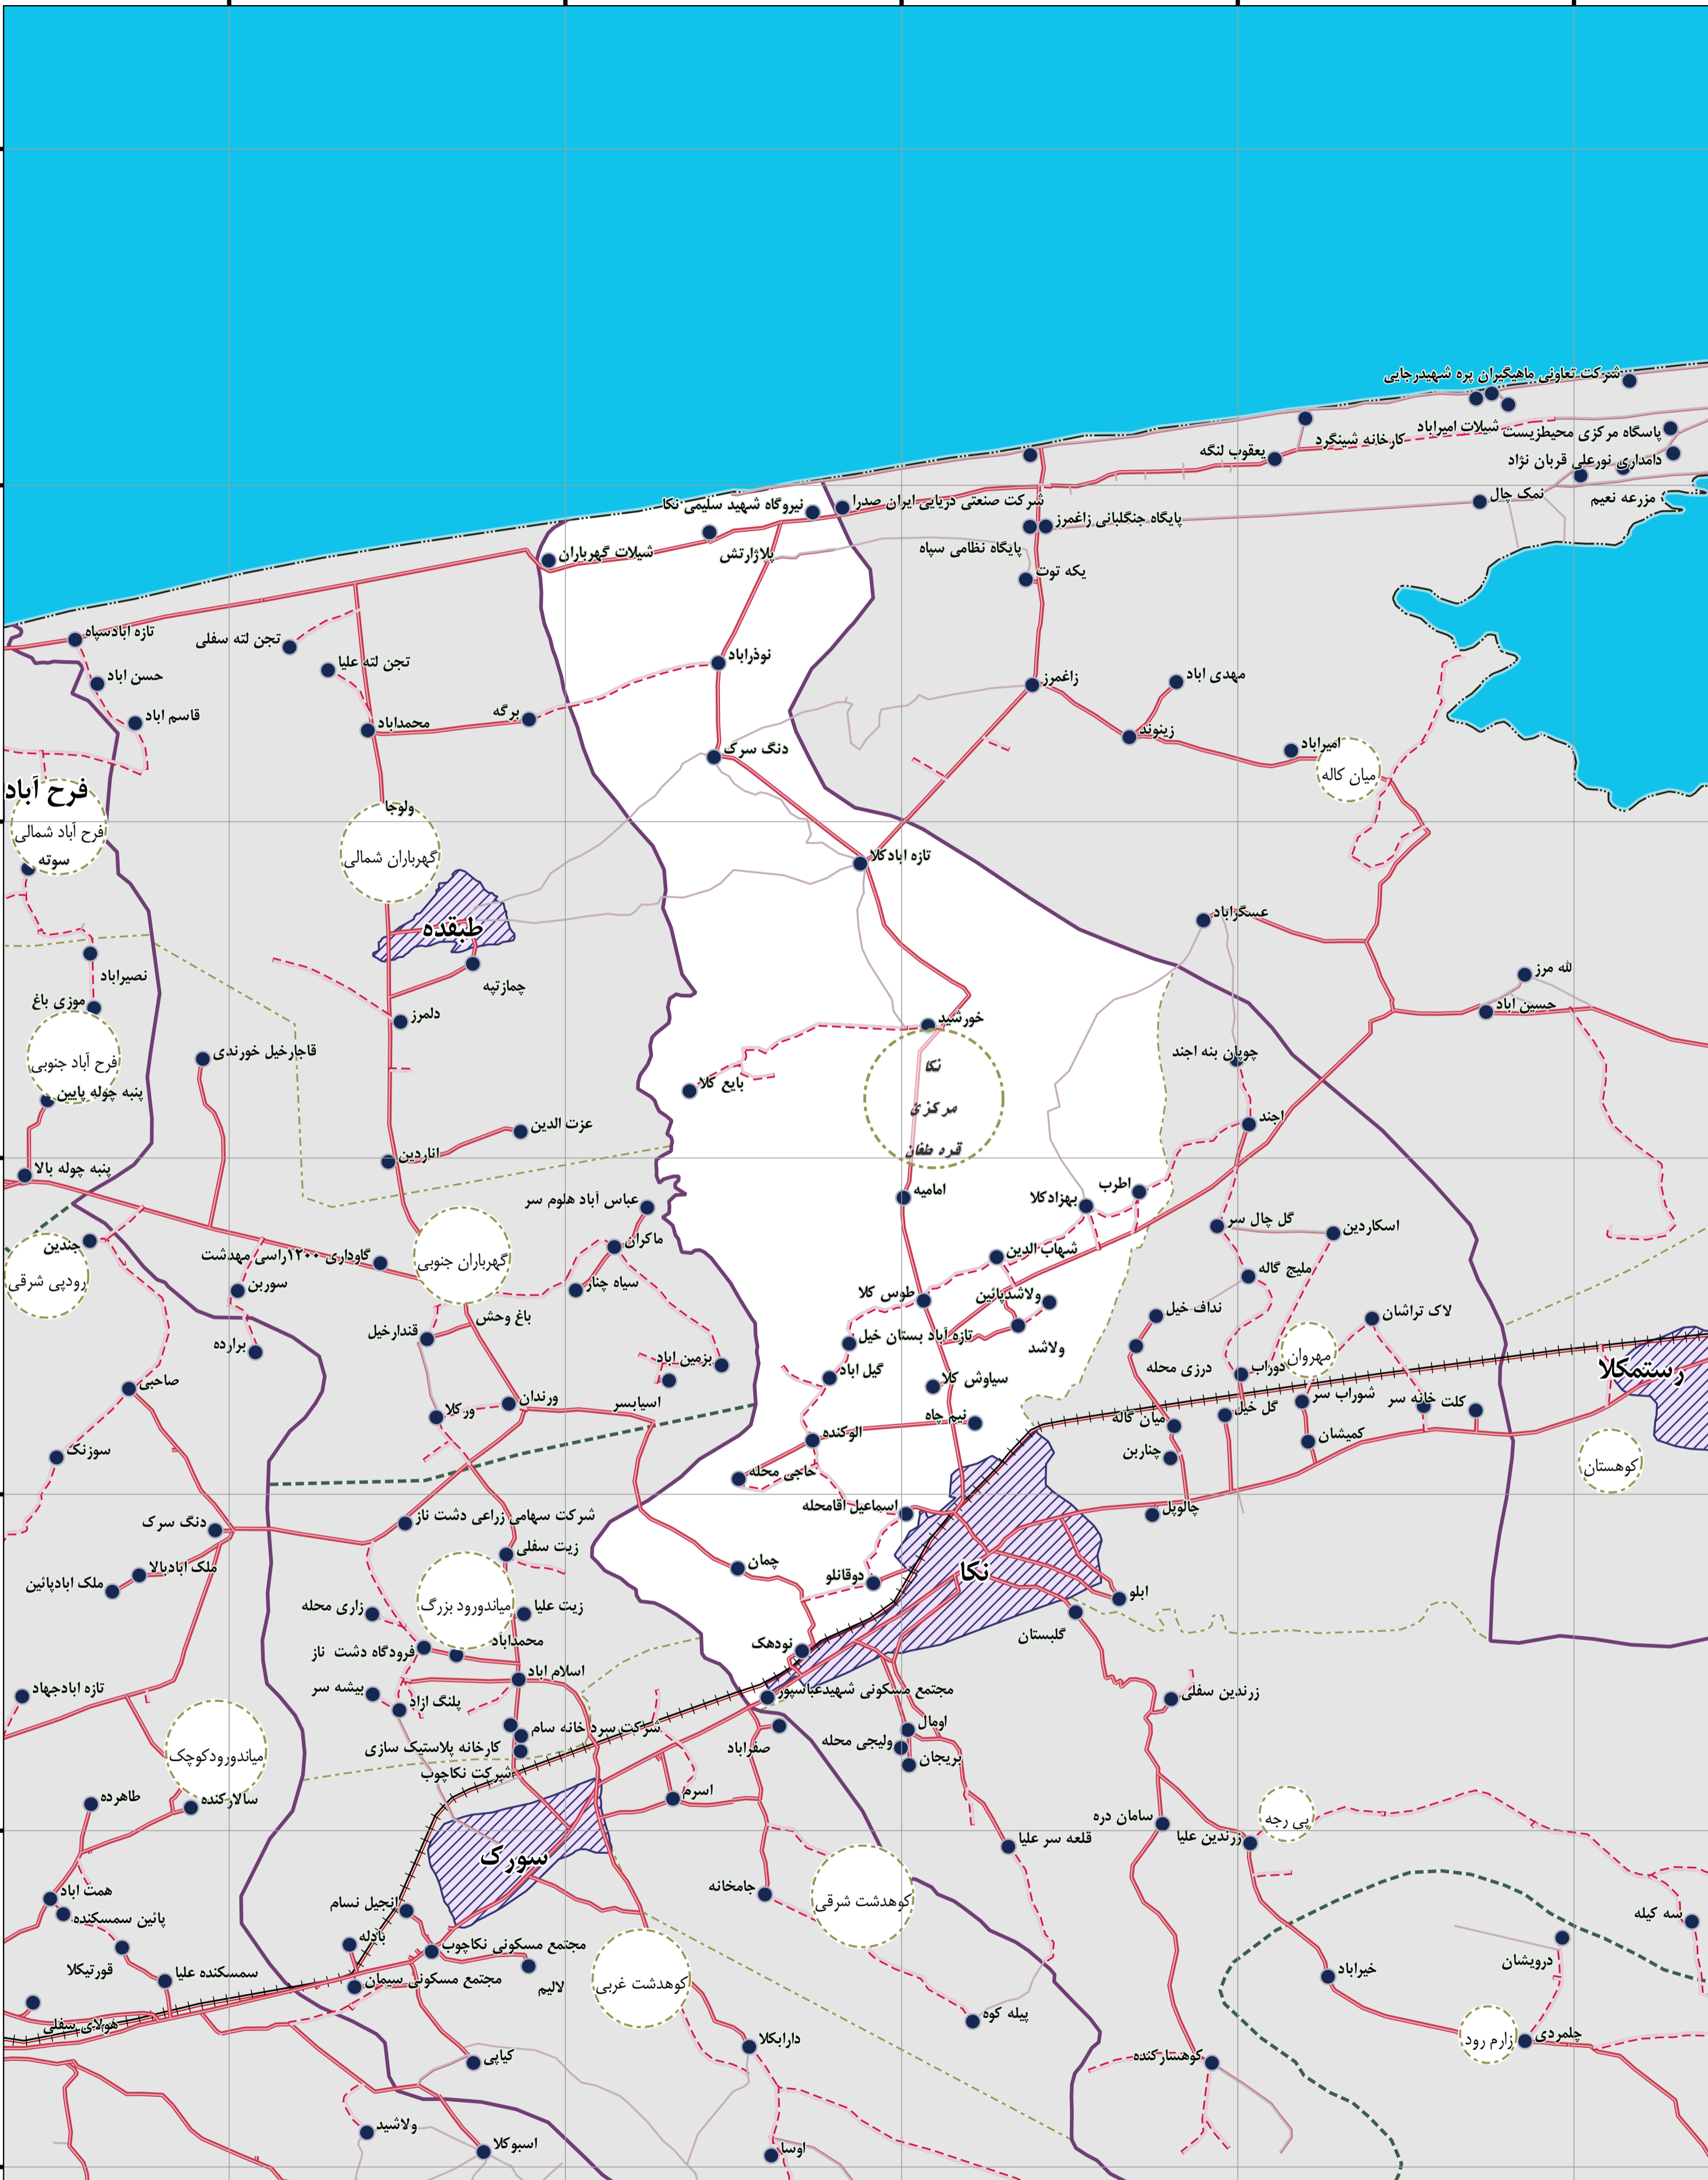 شرکت تعاونی ماهیگیران پره شهیدرجایی
شیلات امیراباد
پاسگاه مرکزی محیطزیست
کارخانه شینگرد
یعقوب لنگه
دامداری نورعلی قربان نژاد
نمک چال
مزرعه نعیم
شرکت صنعتی دریایی ایران صدرا
نیروگاه شهید سلیمی نکا
پایگاه جنگلبانی زاغمرز
پلاژارتش
شیلات گهرباران
پایگاه نظامی سپاه
یکه توت
تازه ابادسپاه
تجن لته سفلی
تجن لته علیا
نوذراباد
حسن اباد
زاغمرز
مهدی اباد
قاسم اباد
برگه
محمداباد
زینوند
دنگ سرک
امیراباد
میان کاله
فرح آباد
ولوجا
فرح آباد شمالی
گهرباران شمالی
سوته
تازه ابادکلا
طبقده
عسگراباد
نصیراباد
چمازتپه
لله مرز
موزی باغ
دلمرز
حسین اباد
خورشید
فرح آباد جنوبی
قاجارخیل خورندی
چوپان بنه اجند
نکا
مرکزی
قره طغان
بایع کلا
پنبه چوله پایین
عزت الدین
اجند
اناردین
پنبه چوله بالا
امامیه
اطرب
بهزادکلا
عباس آباد هلوم سر
گل چال سر
اسکاردین
ماکران
شهاب الدین
چندین
گاوداری ۱۲۰۰راسی مهدشت
گهرباران جنوبی
رودپی شرقی
سوربن
سیاه چنار
ملیج گاله
طوس کلا
ولاشدپائین
نداف خیل
لاک تراشان
باغ وحش
قندارخیل
تازه آباد بستان خیل
ولاشد
برارده
بزمین اباد
گیل اباد
درزی محله
دوراب
مهروان
رستمکلا
صاحبی
سیاوش کلا
ورندان
اسیابسر
ورکلا
نیم چاه
میان گاله
گل خیل
شوراب سر
کلت خانه سر
الوکنده
کمیشان
چناربن
سوزنک
حاجی محله
کوهستان
اسماعیل اقامحله
چالوپل
دنگ سرک
شرکت سهامی زراعی دشت ناز
زیت سفلی
چمان
نکا
ملک ابادبالا
ملک ابادپائین
دوقانلو
ابلو
میاندورود بزرگ
زاری محله
زیت علیا
گلبستان
محمداباد
نودهک
فرودگاه دشت ناز
اسلام اباد
تازه ابادجهاد
بیشه سر
پلنگ ازاد
مجتمع مسکونی شهیدعباسپور
زرندین سفلی
شرکت سرد خانه سام
اومال
میاندورودکوچک
کارخانه پلاستیک سازی
صفراباد
ولیجی محله
بریجان
شرکت نکاچوب
طاهرده
سالارکنده
اسرم
سامان دره
پی رجه
زرندین علیا
قلعه سر علیا
سورک
همت اباد
جامخانه
کوهدشت شرقی
انجیل نسام
پائین سمسکنده
سه کیله
بادله
مجتمع مسکونی نکاچوب
درویشان
قورتیکلا
سمسکنده علیا
مجتمع مسکونی سیمان
لالیم
کوهدشت غربی
خیراباد
پیله کوه
هولای سفلی
دارابکلا
زارم رود
چلمردی
کیاپی
کوهسارکنده
ولاشید
اسبوکلا
اوسا